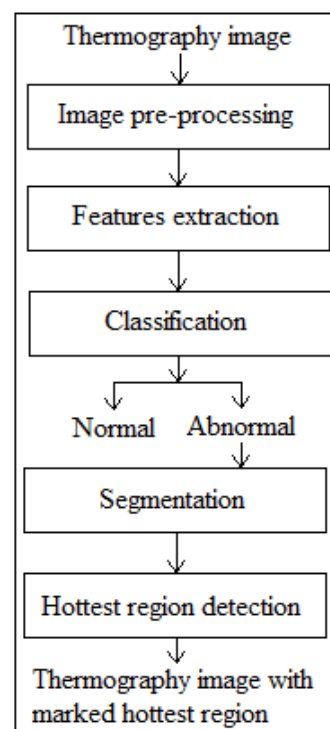 Thermography image
Image pre-processing
Features extraction
Classification
Normal
Abnormal
Segmentation
Hottest region detection
Thermography image with
marked hottest region